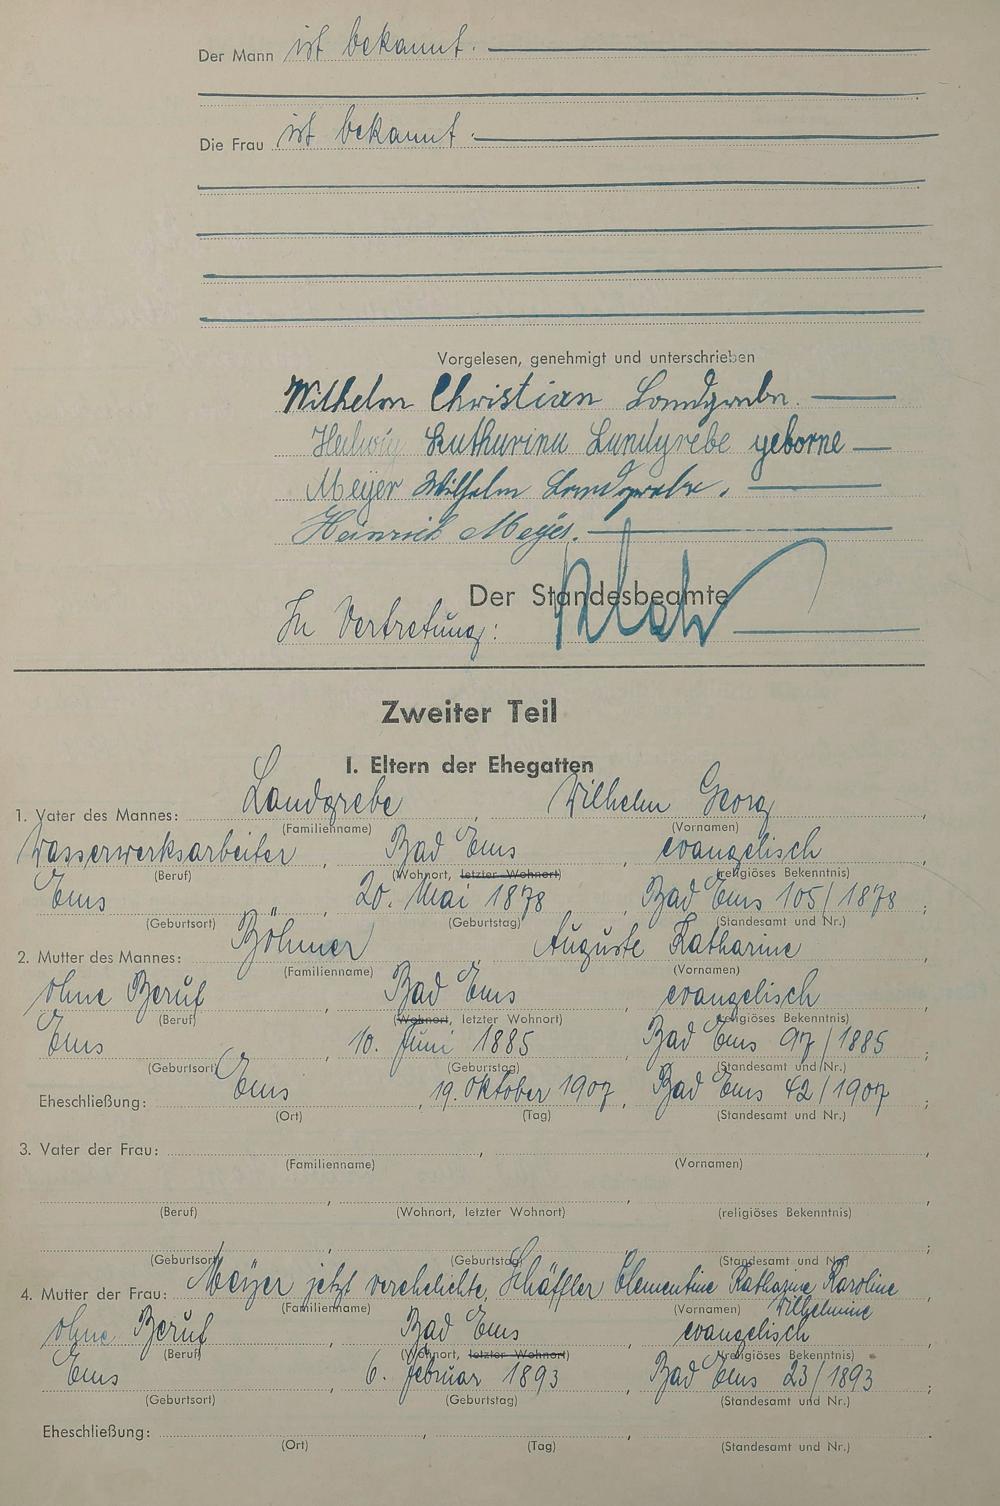 Der Mann ist bekannt.
Die Frau ist bekannt.
Vorgelesen, genehmigt und unterschrieben
Wilhelm Christian Landgrebe.
Hedwig Katharina Landgrebe geborne
Meyer Wilhelm Landgrebe.
Heinrich Meyer.
Der Standesbeamte
In Vertretung:
Zweiter Teil
I. Eltern der Ehegatten
1. Vater des Mannes: Landgrebe, Wilhelm Georg,
(Familienname) (Vornamen)
Wasserwerksarbeiter, Bad Ems, evangelisch,
(Beruf) (Wohnort, letzter Wohnort) (religiöses Bekenntnis)
Ems, 20. Mai 1878, Bad Ems 105/1878;
(Geburtsort) (Geburtstag) (Standesamt und Nr.)
2. Mutter des Mannes: Böhmer, Auguste Katharine,
(Familienname) (Vornamen)
ohne Beruf, Bad Ems, evangelisch,
(Beruf) (Wohnort, letzter Wohnort) (religiöses Bekenntnis)
Ems, 10. Juni 1885, Bad Ems 97/1885;
(Geburtsort) (Geburtstag) (Standesamt und Nr.)
Eheschließung: Ems, 19. Oktober 1907, Bad Ems 42/1907;
(Ort) (Tag) (Standesamt und Nr.)
3. Vater der Frau: , ,
(Familienname) (Vornamen)
, , ,
(Beruf) (Wohnort, letzter Wohnort) (religiöses Bekenntnis)
, , ;
(Geburtsort) (Geburtstag) (Standesamt und Nr.)
4. Mutter der Frau: Meyer jetzt verehelichte, Schäffler Clementine Katharine Karoline,
(Familienname) (Vornamen) Wilhelmine
ohne Beruf, Bad Ems, evangelisch,
(Beruf) (Wohnort, letzter Wohnort) (religiöses Bekenntnis)
Ems, 6. Februar 1893, Bad Ems 23/1893;
(Geburtsort) (Geburtstag) (Standesamt und Nr.)
Eheschließung: , , .
(Ort) (Tag) (Standesamt und Nr.)